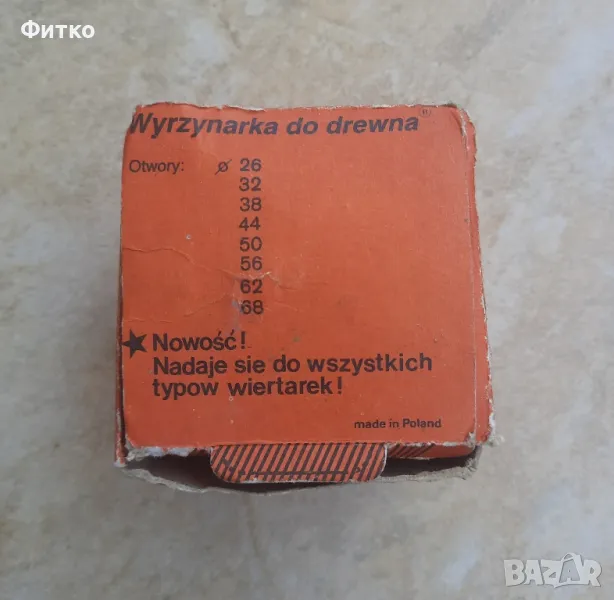 Фитко
Wyrzynarka do drewna"
Otwory: ø 26
32
38
44
50
56
62
68
★ Nowość!
Nadaje sie do wszystkich
typow wiertarek!
made in Poland
BAZAR